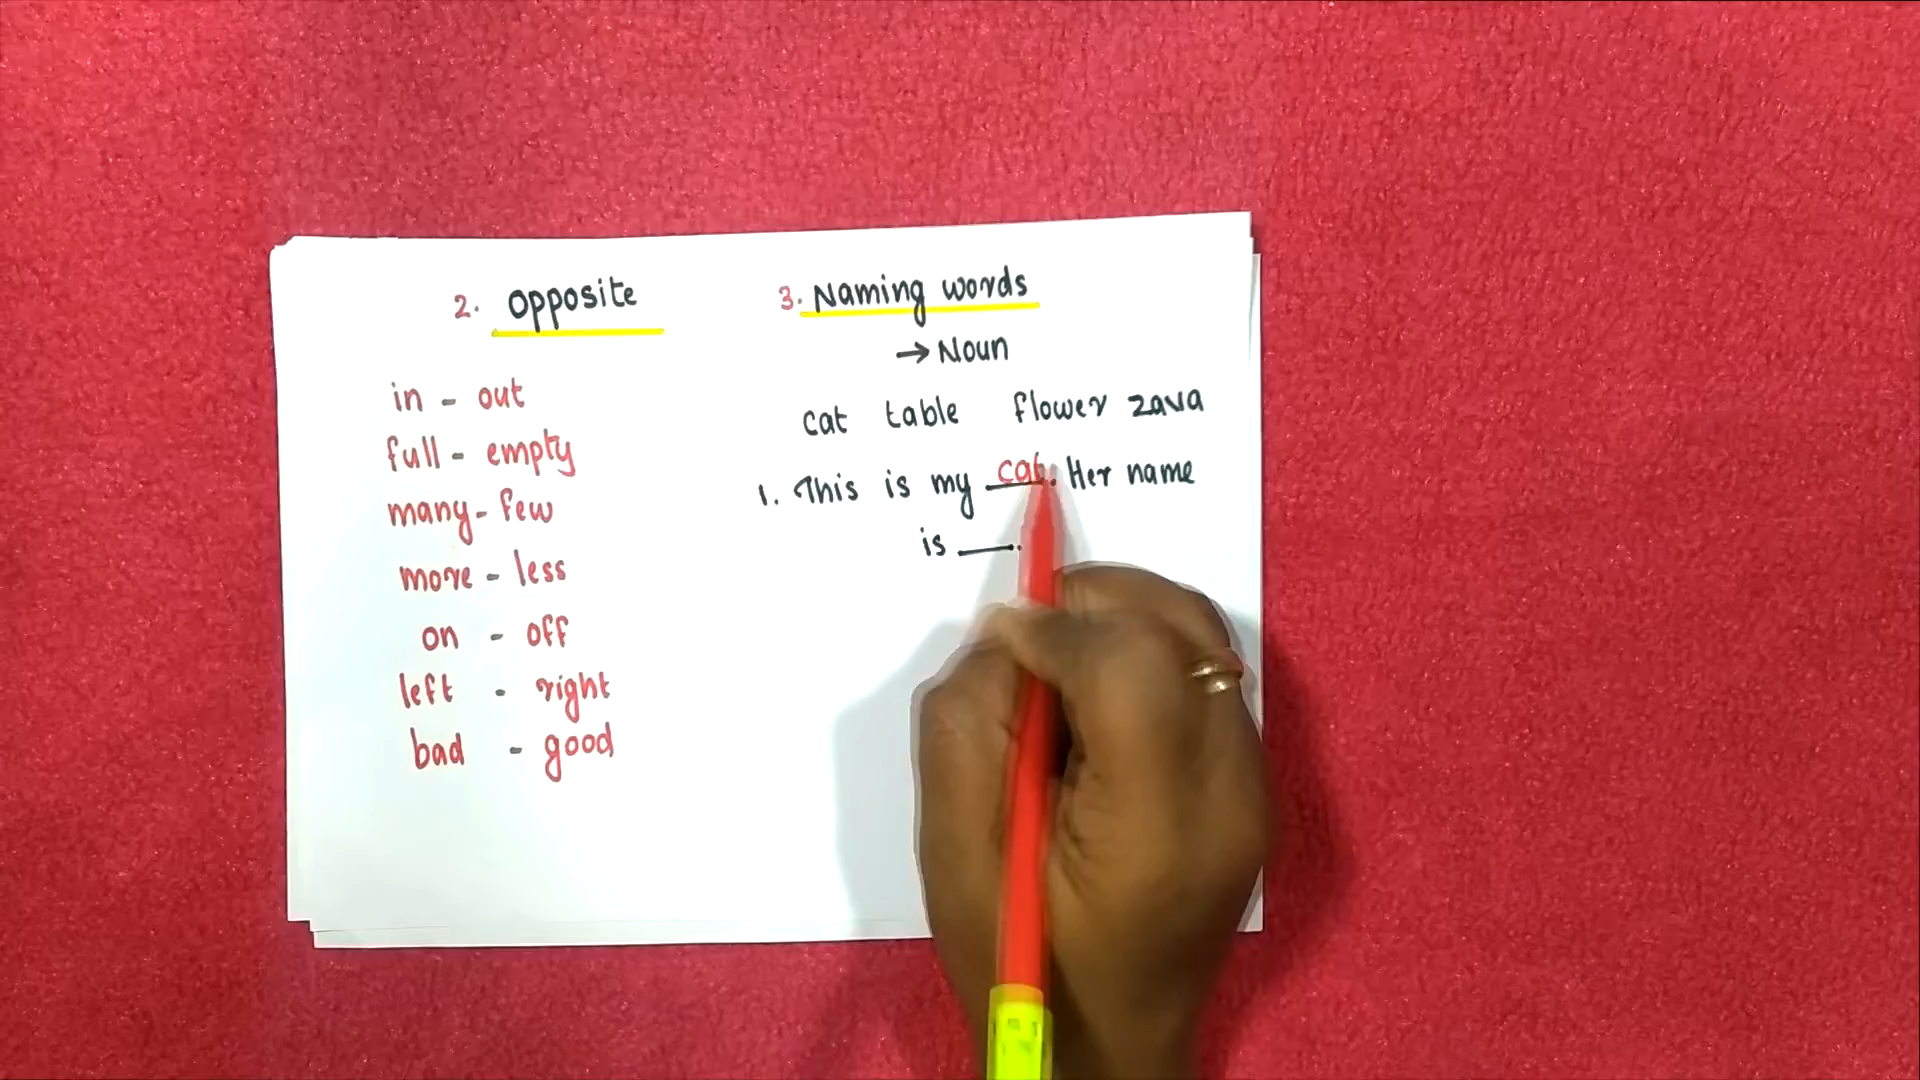 2. Opposite
in - out
full - empty
many - few
more - less
on - off
left - right
bad - good
3. Naming words
→ Noun
cat table flower zava
1. This is my cat. Her name
is ___.